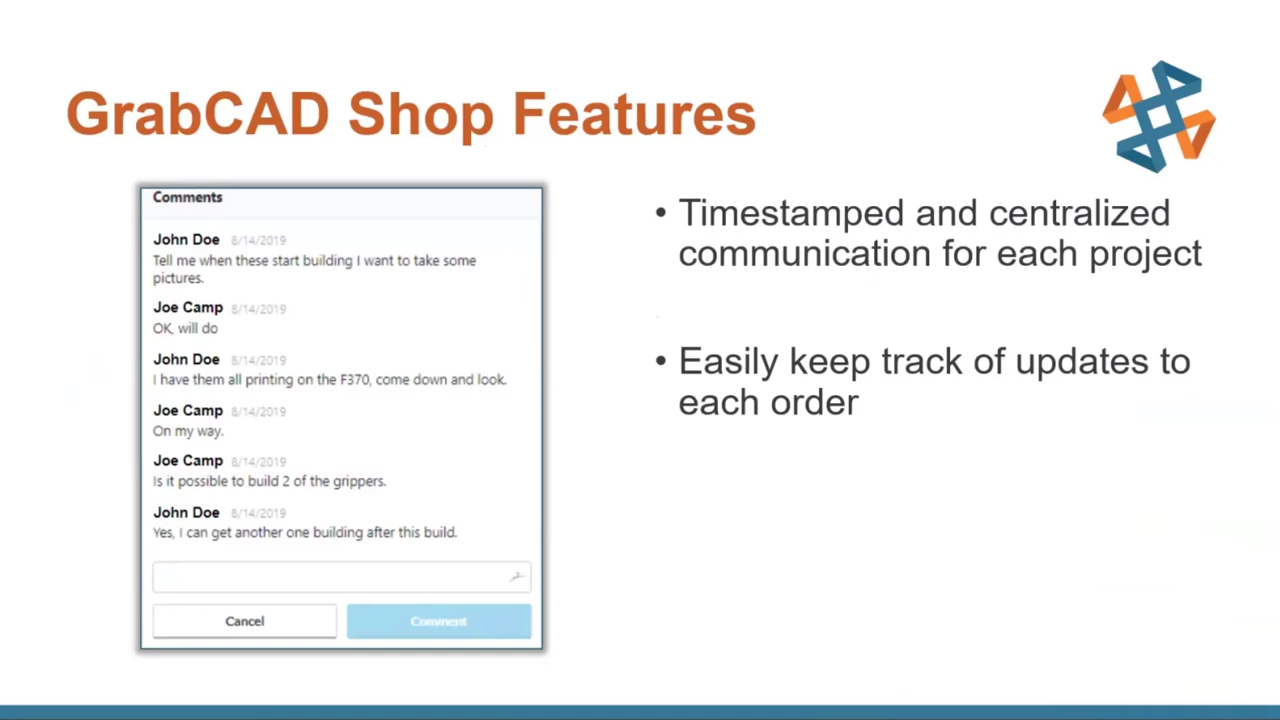 GrabCAD Shop Features
Comments
John Doe 8/14/2019
Tell me when these start building I want to take some
pictures.
Joe Camp 8/14/2019
OK, will do
John Doe 8/14/2019
I have them all printing on the F370, come down and look.
Joe Camp 8/14/2019
On my way.
Joe Camp 8/14/2019
Is it possible to build 2 of the grippers.
John Doe 8/14/2019
Yes, I can get another one building after this build.
Cancel Comment
• Timestamped and centralized
communication for each project
• Easily keep track of updates to
each order